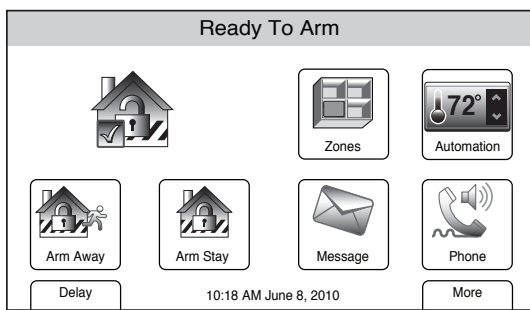 Ready To Arm
72°
Zones
Automation
Arm Away
Arm Stay
Message
Phone
Delay
10:18 AM June 8, 2010
More